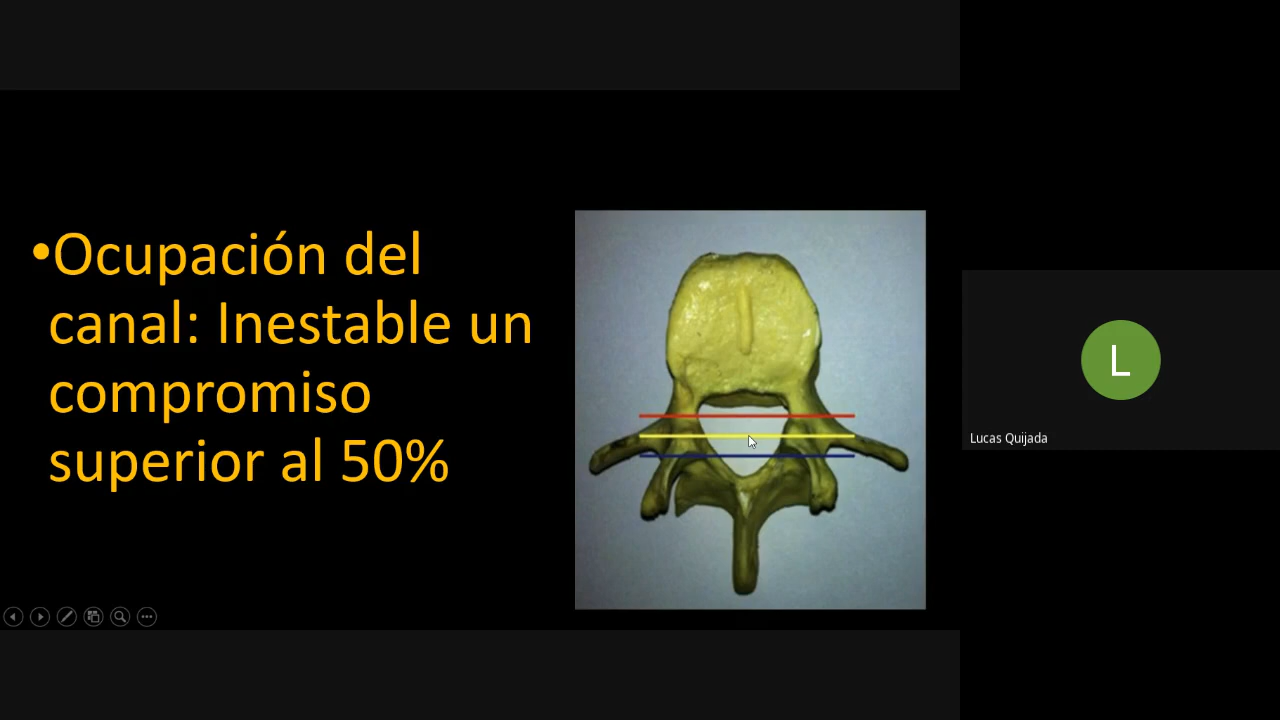 •Ocupación del
canal: Inestable un
compromiso
superior al 50%
L
Lucas Quijada